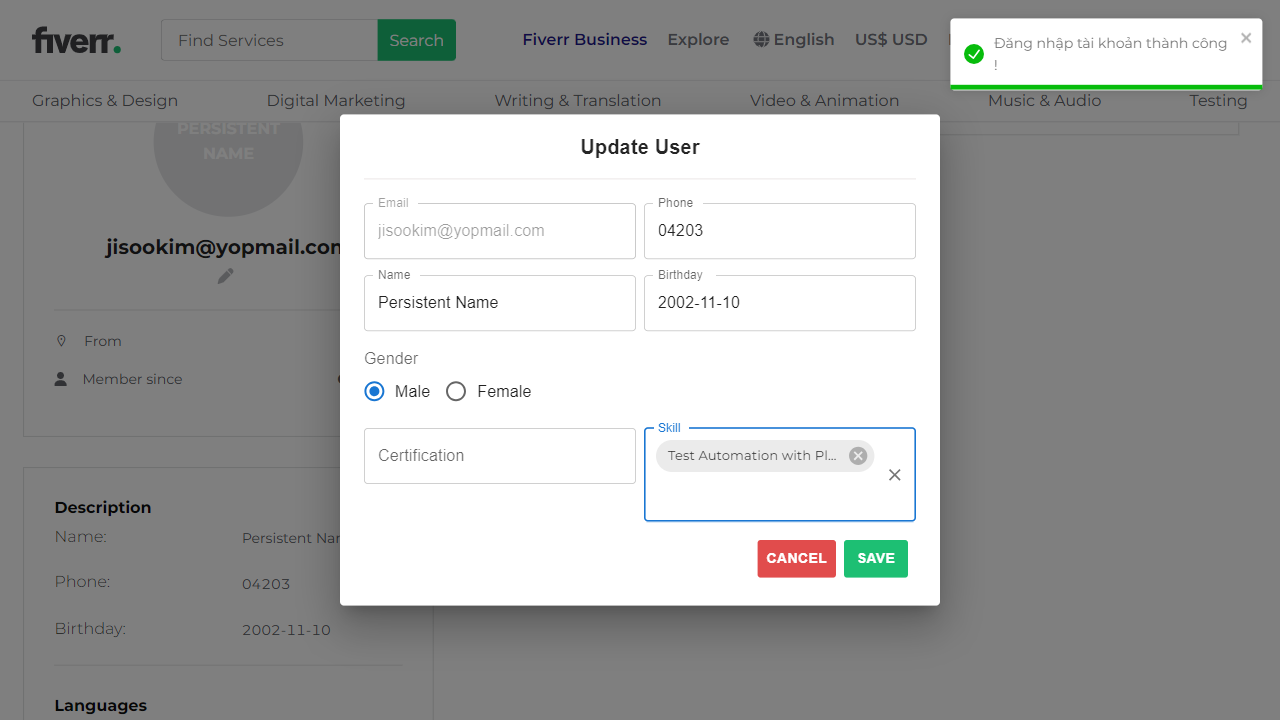 fiverr.
Find Services
Search
Fiverr Business
Explore
English
US$ USD
Đăng nhập tài khoản thành công
!
Graphics & Design
Digital Marketing
Writing & Translation
Video & Animation
Music & Audio
Testing
PERSISTENT
NAME
jisookim@yopmail.com
From
Member since
Description
Name:
Persistent Nar
Phone:
04203
Birthday:
2002-11-10
Languages
Update User
Email
jisookim@yopmail.com
Phone
04203
Name
Persistent Name
Birthday
2002-11-10
Gender
Male
Female
Certification
Skill
Test Automation with Pl...
CANCEL
SAVE